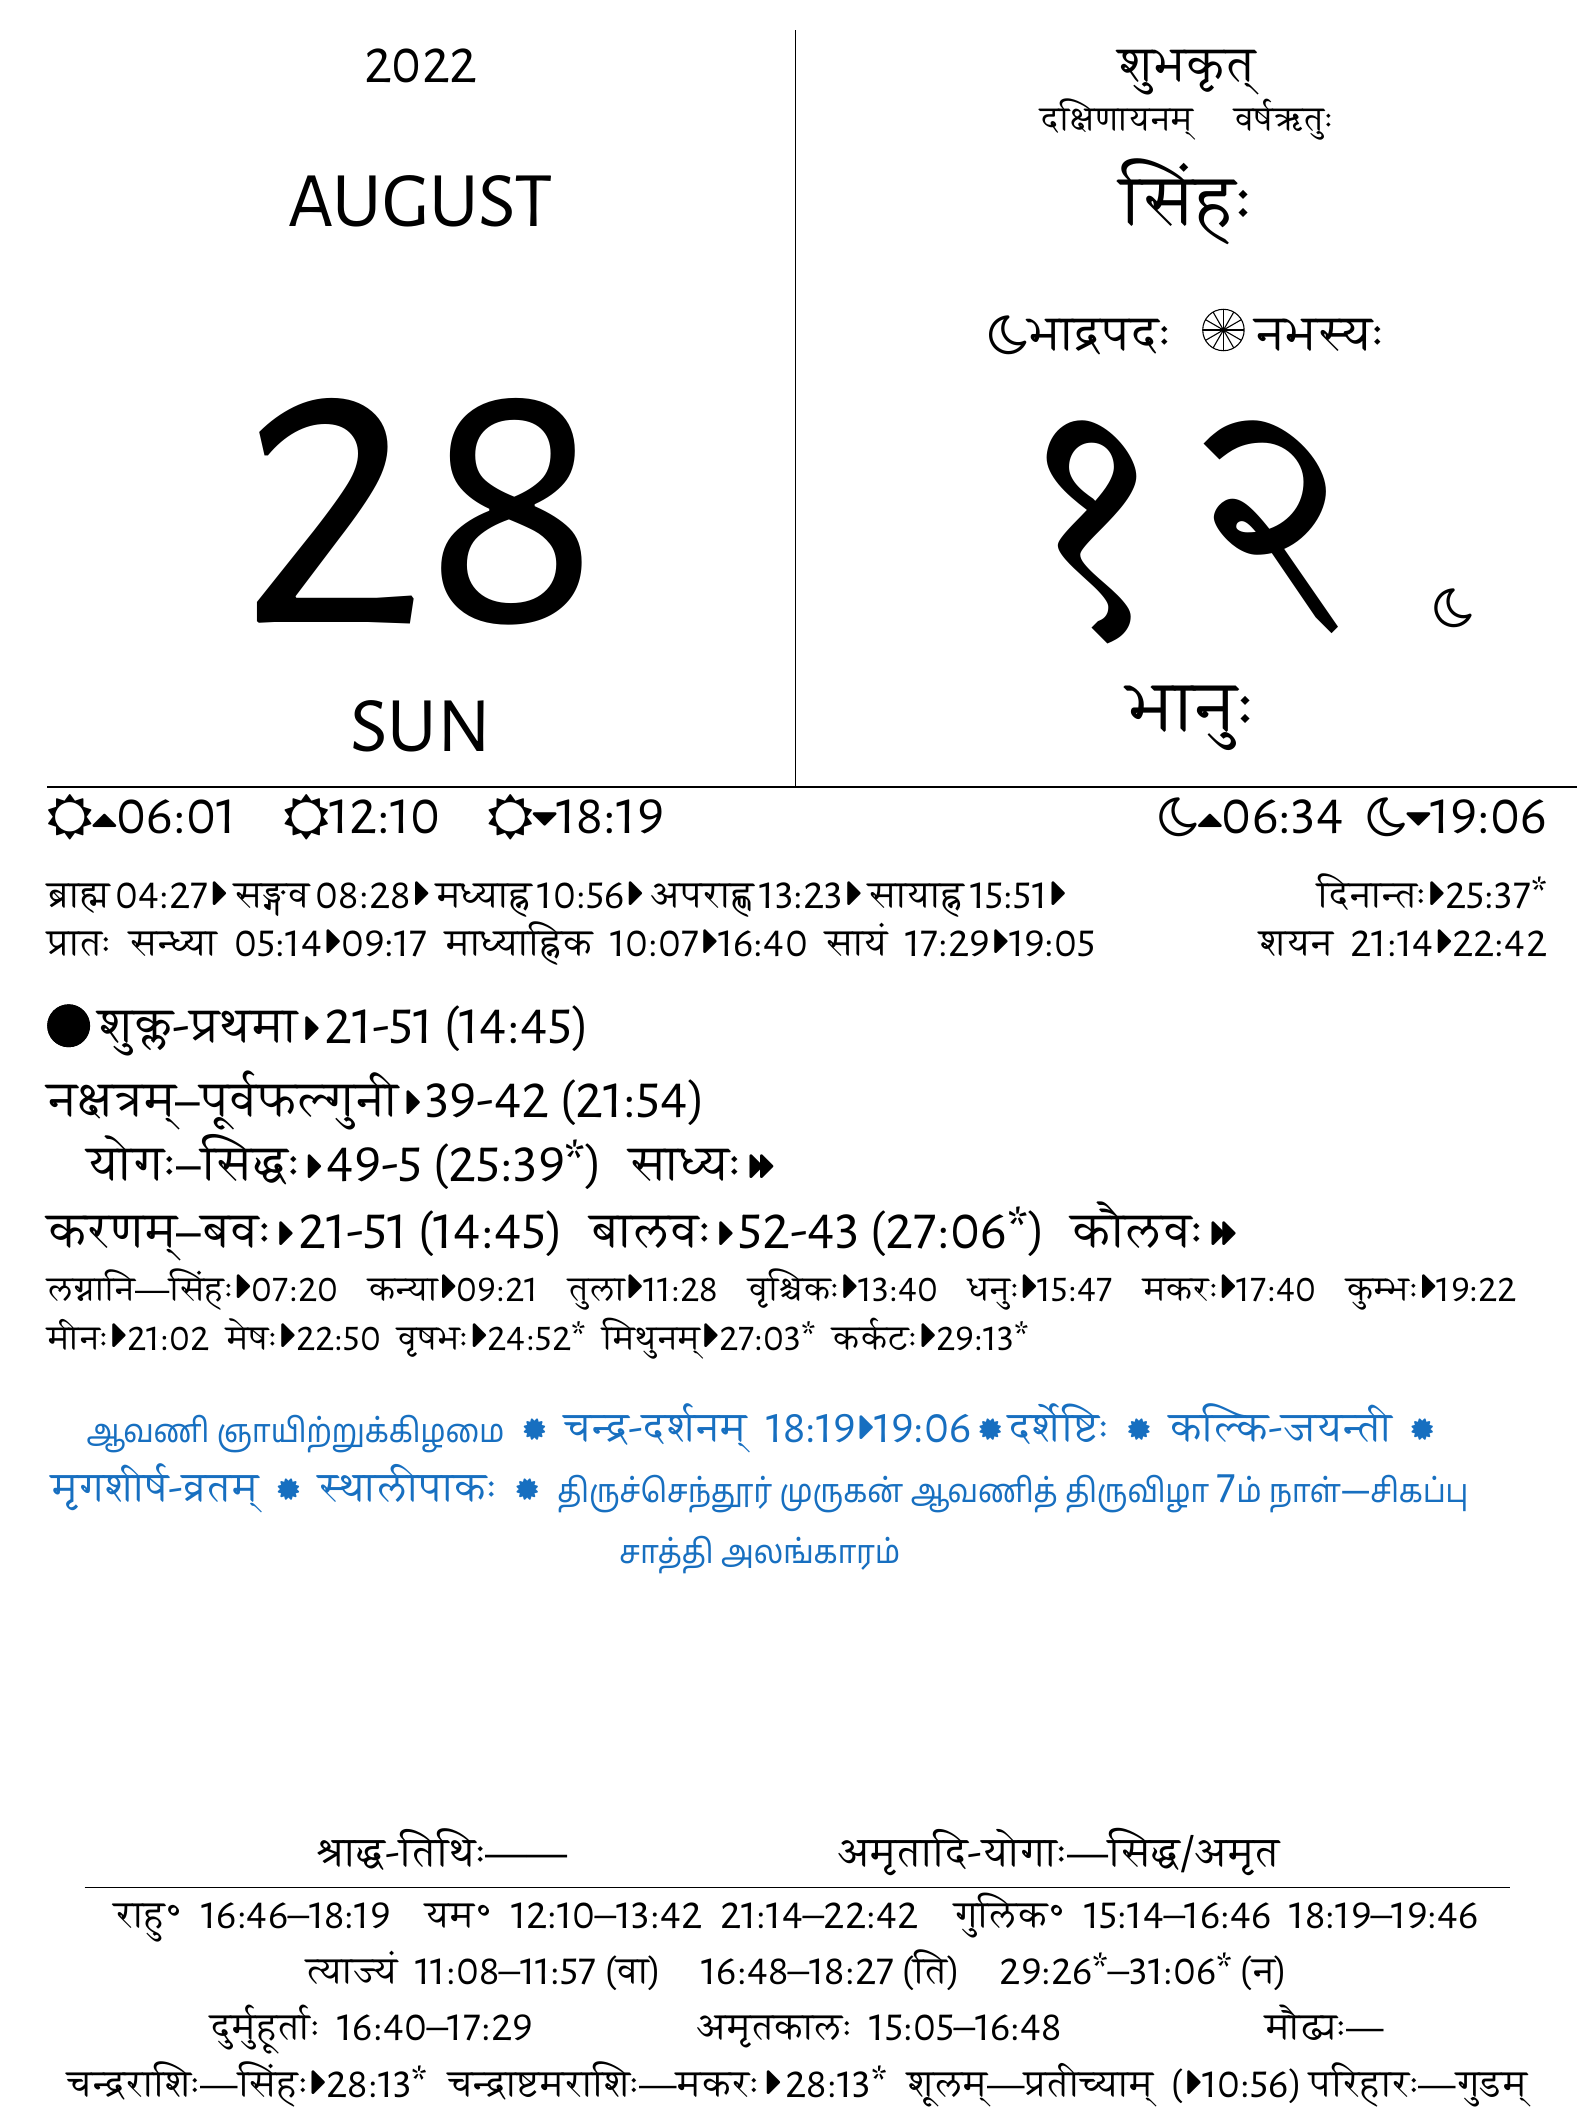 2022
AUGUST
28
SUN
शुभकृत्
दक्षिणायनम् वर्षऋतुः
सिंहः
भाद्रपदः नभस्यः
१२
भानुः
06:01 12:10 18:19 06:34 19:06
ब्राह्म 04:27 सङ्गव 08:28 मध्याह्न 10:56 अपराह्ण 13:23 सायाह्न 15:51 दिनान्तः 25:37*
प्रातः सन्ध्या 05:14 09:17 माध्याह्निक 10:07 16:40 सायं 17:29 19:05 शयन 21:14 22:42
शुक्ल-प्रथमा 21-51 (14:45)
नक्षत्रम्–पूर्वफल्गुनी 39-42 (21:54)
योगः–सिद्धः 49-5 (25:39*) साध्यः
करणम्–बवः 21-51 (14:45) बालवः 52-43 (27:06*) कौलवः
लग्नानि—सिंहः 07:20 कन्या 09:21 तुला 11:28 वृश्चिकः 13:40 धनुः 15:47 मकरः 17:40 कुम्भः 19:22
मीनः 21:02 मेषः 22:50 वृषभः 24:52* मिथुनम् 27:03* कर्कटः 29:13*
ஆவணி ஞாயிற்றுக்கிழமை चन्द्र-दर्शनम् 18:19 19:06 दर्शेष्टिः कल्कि-जयन्ती
मृगशीर्ष-व्रतम् स्थालीपाकः திருச்செந்தூர் முருகன் ஆவணித் திருவிழா 7ம் நாள்—சிகப்பு
சாத்தி அலங்காரம்
श्राद्ध-तिथिः—— अमृतादि-योगाः—सिद्ध/अमृत
राहु॰ 16:46–18:19 यम॰ 12:10–13:42 21:14–22:42 गुलिक॰ 15:14–16:46 18:19–19:46
त्याज्यं 11:08–11:57 (वा) 16:48–18:27 (ति) 29:26*–31:06* (न)
दुर्मुहूर्ताः 16:40–17:29 अमृतकालः 15:05–16:48 मौढ्यः—
चन्द्रराशिः—सिंहः 28:13* चन्द्राष्टमराशिः—मकरः 28:13* शूलम्—प्रतीच्याम् (10:56) परिहारः—गुडम्